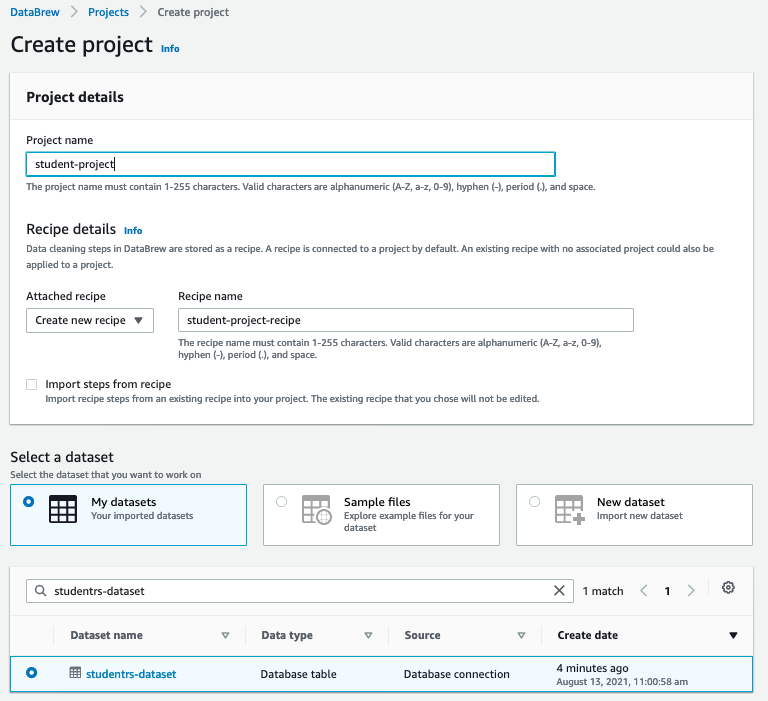 DataBrew > Projects > Create project
Create project Info
Project details
Project name
student-project
The project name must contain 1-255 characters. Valid characters are alphanumeric (A-Z, a-z, 0-9), hyphen (-), period (.), and space.
Recipe details Info
Data cleaning steps in DataBrew are stored as a recipe. A recipe is connected to a project by default. An existing recipe with no associated project could also be
applied to a project.
Attached recipe Recipe name
Create new recipe student-project-recipe
The recipe name must contain 1-255 characters. Valid characters are alphanumeric (A-Z, a-z, 0-9),
hyphen (-), period (.), and space.
Import steps from recipe
Import recipe steps from an existing recipe into your project. The existing recipe that you chose will not be edited.
Select a dataset
Select the dataset that you want to work on
My datasets
Your imported datasets
Sample files
Explore example files for your
dataset
New dataset
Import new dataset
studentrs-dataset 1 match 1
Dataset name Data type Source Create date
studentrs-dataset Database table Database connection 4 minutes ago
August 13, 2021, 11:00:58 am